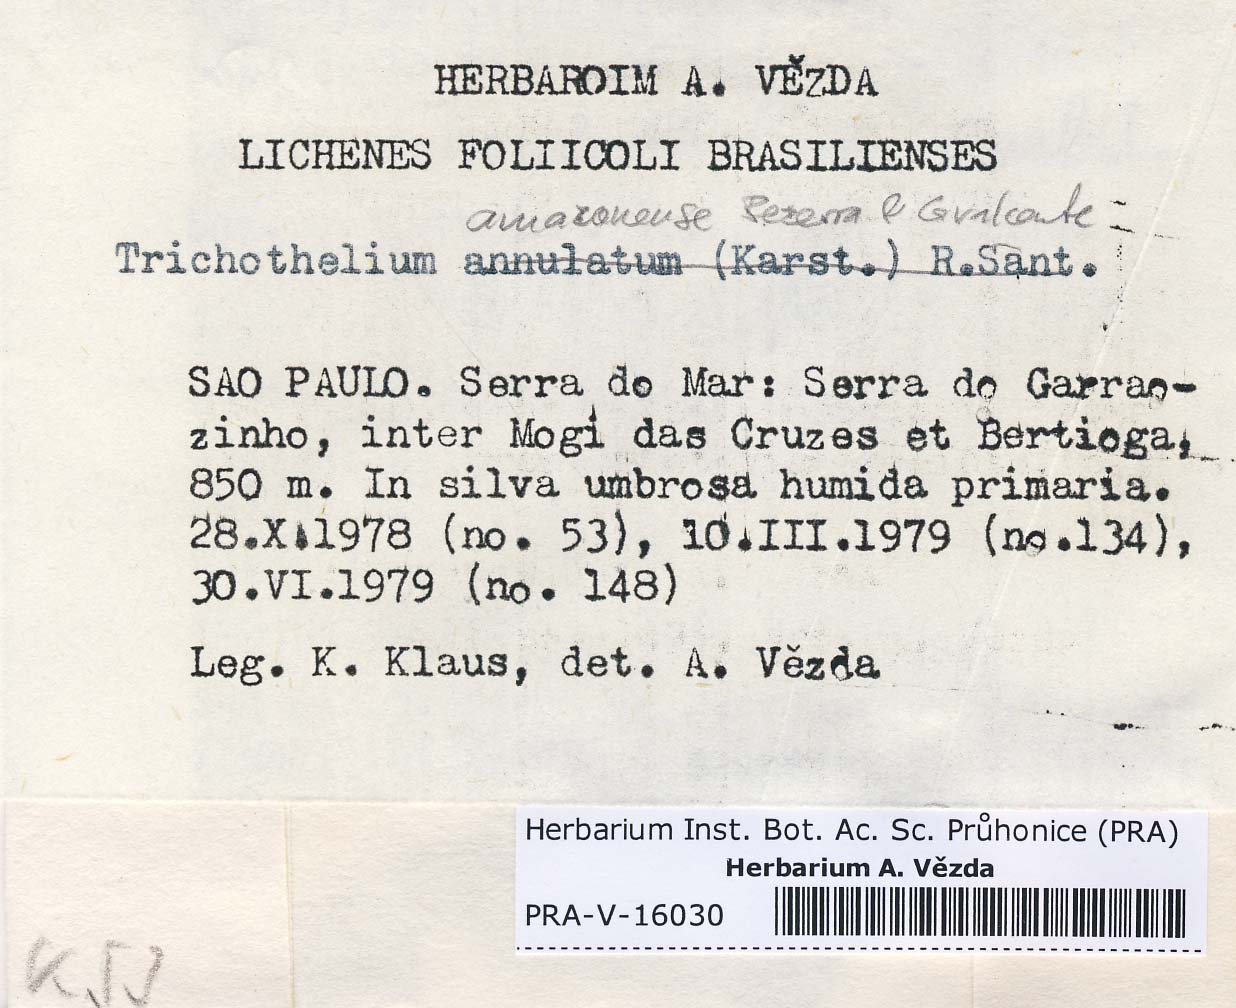 HERBAROIM A. VĚZDA
LICHENES FOLIICOLI BRASILIENSES
amazonense Bezerra & Cavalcante
Trichothelium annulatum (Karst.) R.Sant.
SAO PAULO. Serra do Mar: Serra do Garrao-
zinho, inter Mogi das Cruzes et Bertioga,
850 m. In silva umbrosa humida primaria.
28.X.1978 (no. 53), 10.III.1979 (no.134),
30.VI.1979 (no. 148)
Leg. K. Klaus, det. A. Vězda
Herbarium Inst. Bot. Ac. Sc. Průhonice (PRA)
Herbarium A. Vězda
PRA-V-16030